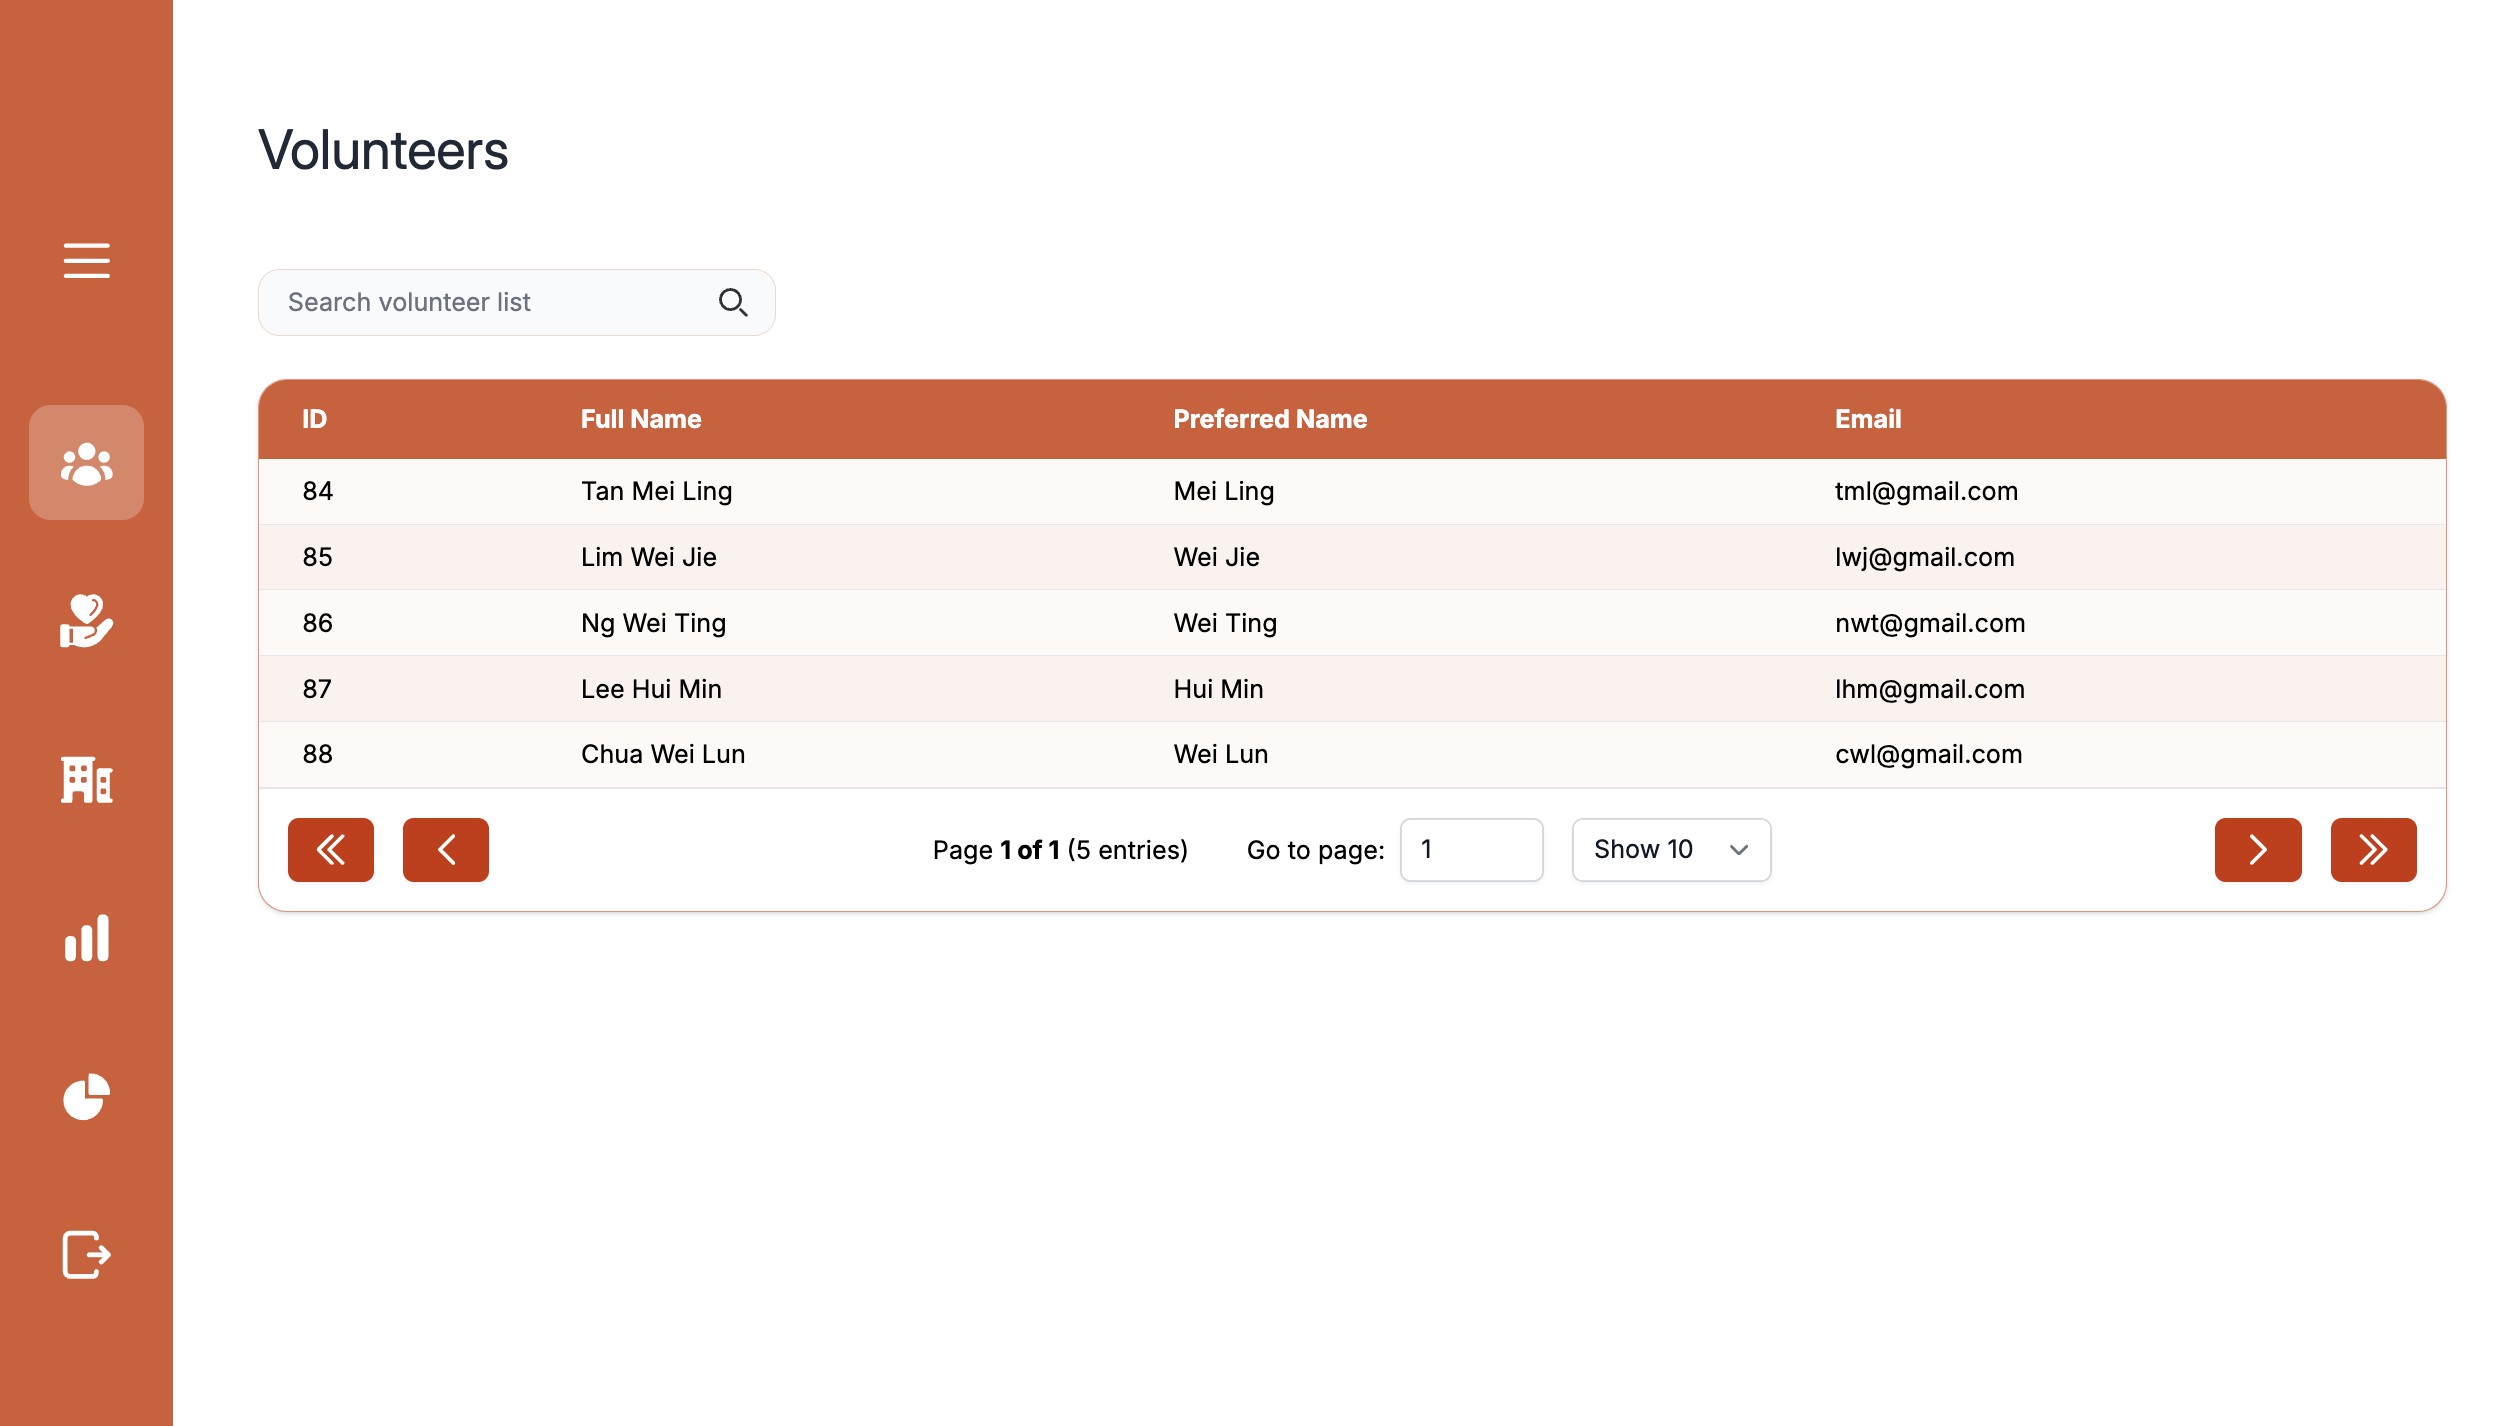 Volunteers
Search volunteer list
ID Full Name Preferred Name Email
84 Tan Mei Ling Mei Ling tml@gmail.com
85 Lim Wei Jie Wei Jie lwj@gmail.com
86 Ng Wei Ting Wei Ting nwt@gmail.com
87 Lee Hui Min Hui Min lhm@gmail.com
88 Chua Wei Lun Wei Lun cwl@gmail.com
Page 1 of 1 (5 entries) Go to page: 1 Show 10